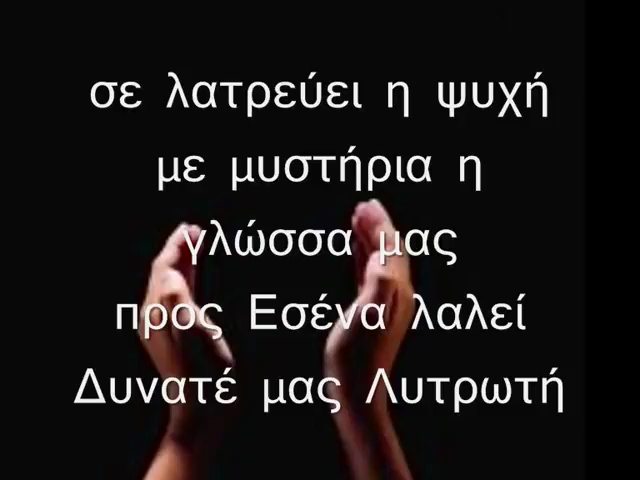 σε λατρεύει η ψυχή
με μυστήρια η
γλώσσα μας
προς Εσένα λαλεί
Δυνατέ μας Λυτρωτή